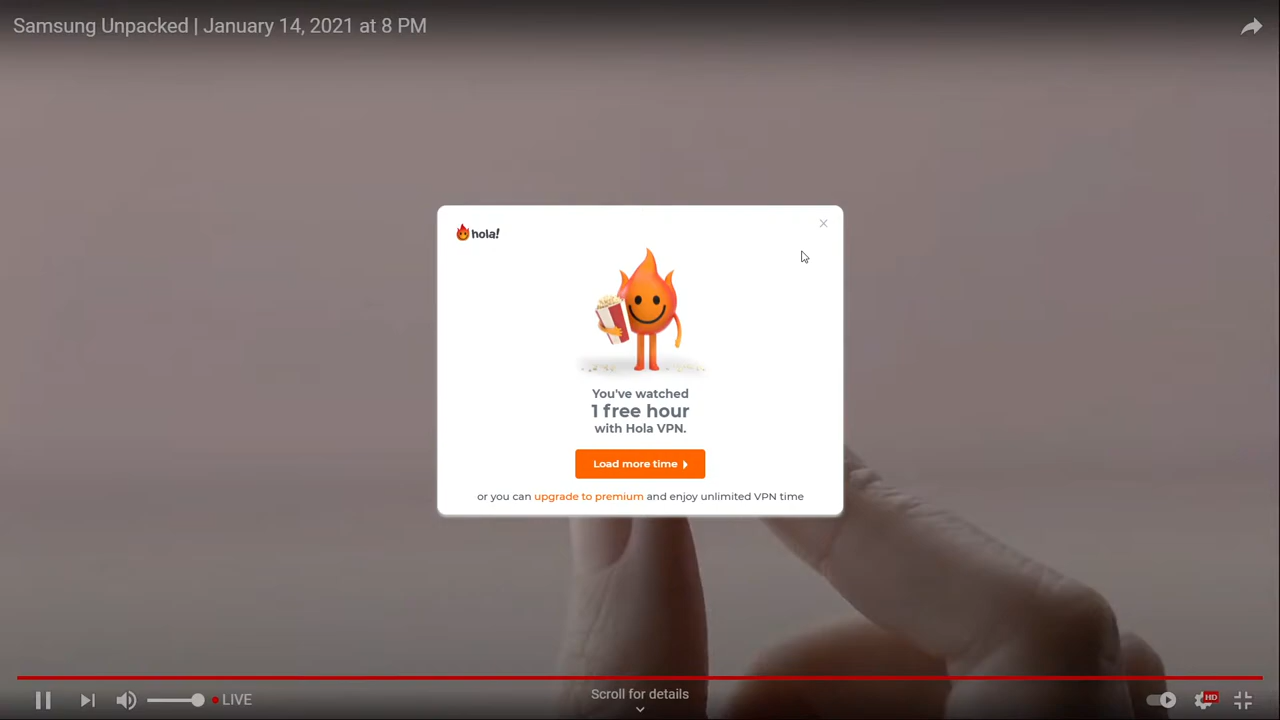 Samsung Unpacked | January 14, 2021 at 8 PM
hola!
You've watched
1 free hour
with Hola VPN.
Load more time
or you can upgrade to premium and enjoy unlimited VPN time
Scroll for details
LIVE
HD